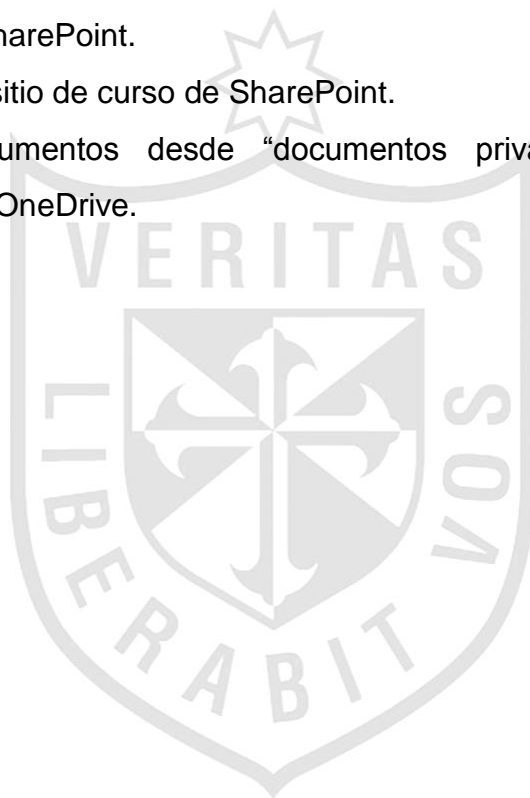 harePoint.
sitio de curso de SharePoint.
umentos desde “documentos priva
OneDrive.
VERITAS
LIBERABIT VOS